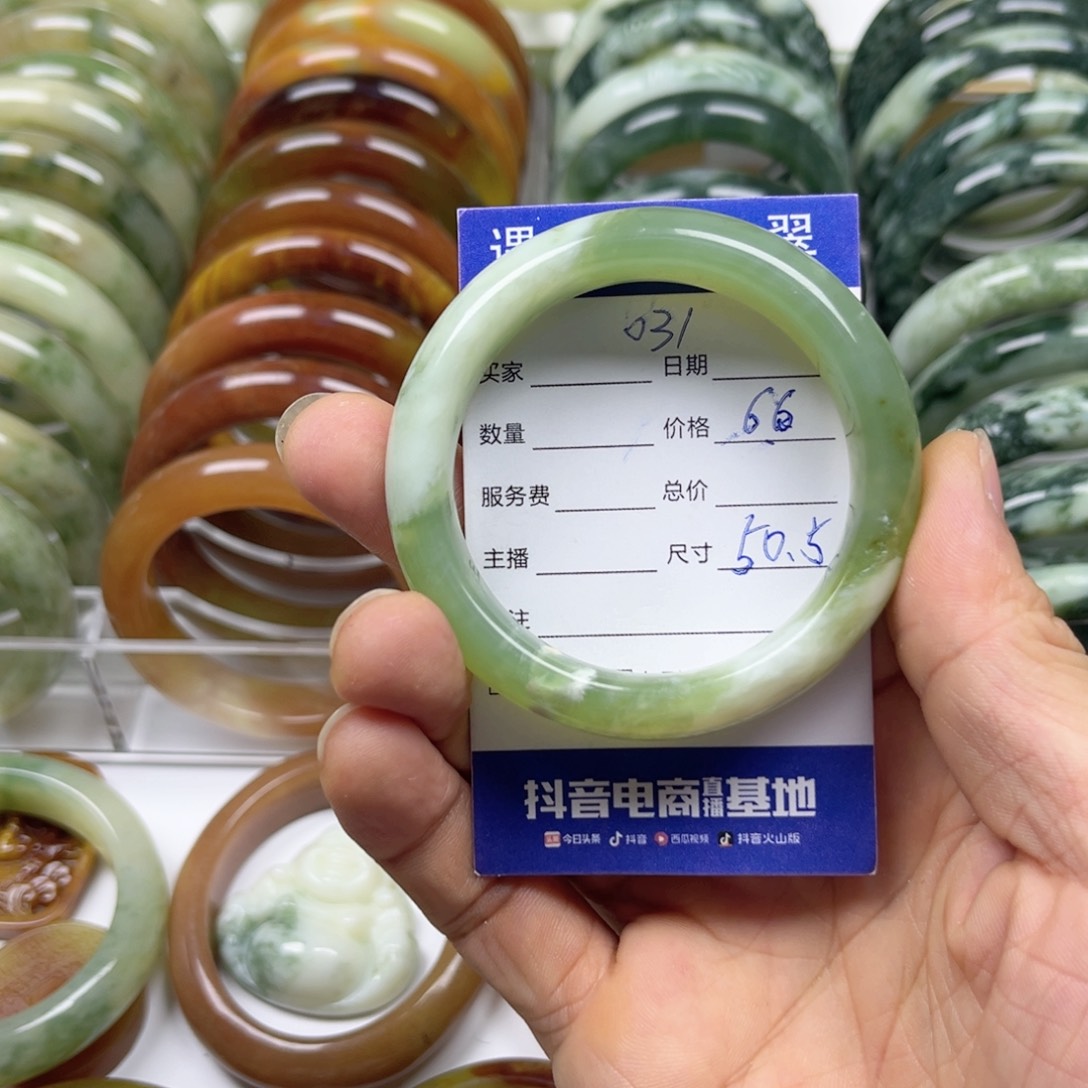 031
买家 日期
数量 价格 66
服务费 总价
主播 尺寸 50.5
注
抖音电商直播基地
今日头条 抖音 西瓜视频 抖音火山版